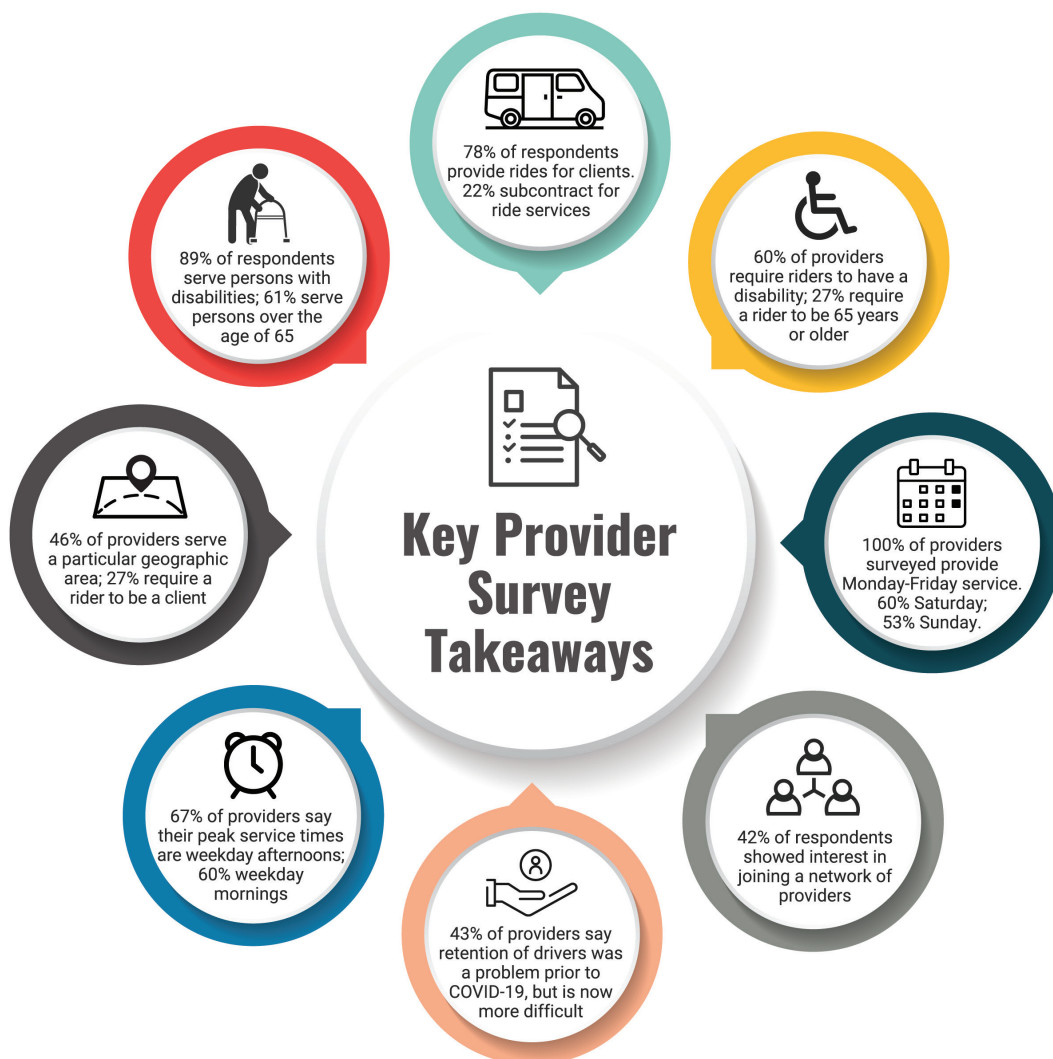 78% of respondents
provide rides for clients.
22% subcontract for
ride services
89% of respondents
serve persons with
disabilities; 61% serve
persons over the
age of 65
60% of providers
require riders to have a
disability; 27% require
a rider to be 65 years
or older
Key Provider
Survey
Takeaways
46% of providers serve
a particular geographic
area; 27% require a
rider to be a client
100% of providers
surveyed provide
Monday-Friday service.
60% Saturday;
53% Sunday.
67% of providers say
their peak service times
are weekday afternoons;
60% weekday
mornings
42% of respondents
showed interest in
joining a network of
providers
43% of providers say
retention of drivers was
a problem prior to
COVID-19, but is now
more difficult